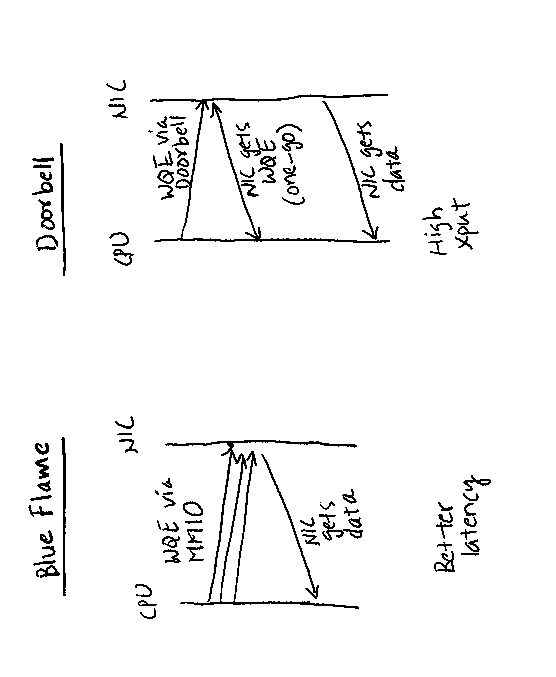 Blue Flame
CPU
NIC
WQE via
MMIO
NIC
gets
data
Better
latency
Doorbell
CPU
NIC
WQE via
Doorbell
NIC gets
WQE
(one-go)
NIC gets
data
High
xput